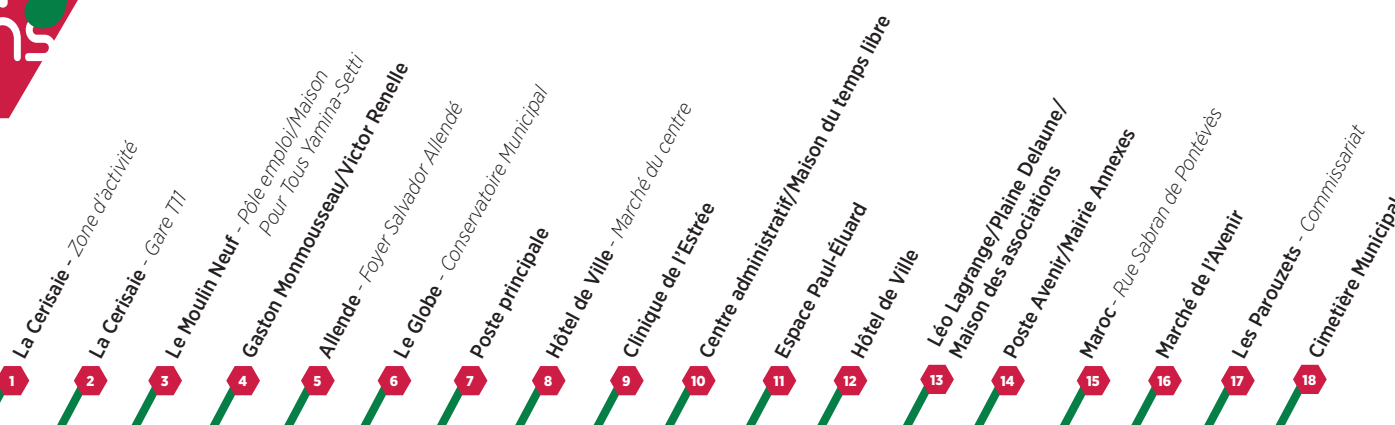 La Cerisaie - Zone d'activité
La Cerisaie - Gare T11
Le Moulin Neuf - Pôle emploi/Maison
Pour Tous Yamina-Setti
Gaston Monmousseau/Victor Renelle
Allende - Foyer Salvador Allendé
Le Globe - Conservatoire Municipal
Poste principale
Hôtel de Ville - Marché du centre
Clinique de l'Estrée
Centre administratif/Maison du temps libre
Espace Paul-Éluard
Hôtel de Ville
Léo Lagrange/Plaine Delaune/
Maison des associations
Poste Avenir/Mairie Annexes
Maroc - Rue Sabran de Pontévès
Marché de l'Avenir
Les Parouzets - Commissariat
Cimetière Municipal
1 2 3 4 5 6 7 8 9 10 11 12 13 14 15 16 17 18